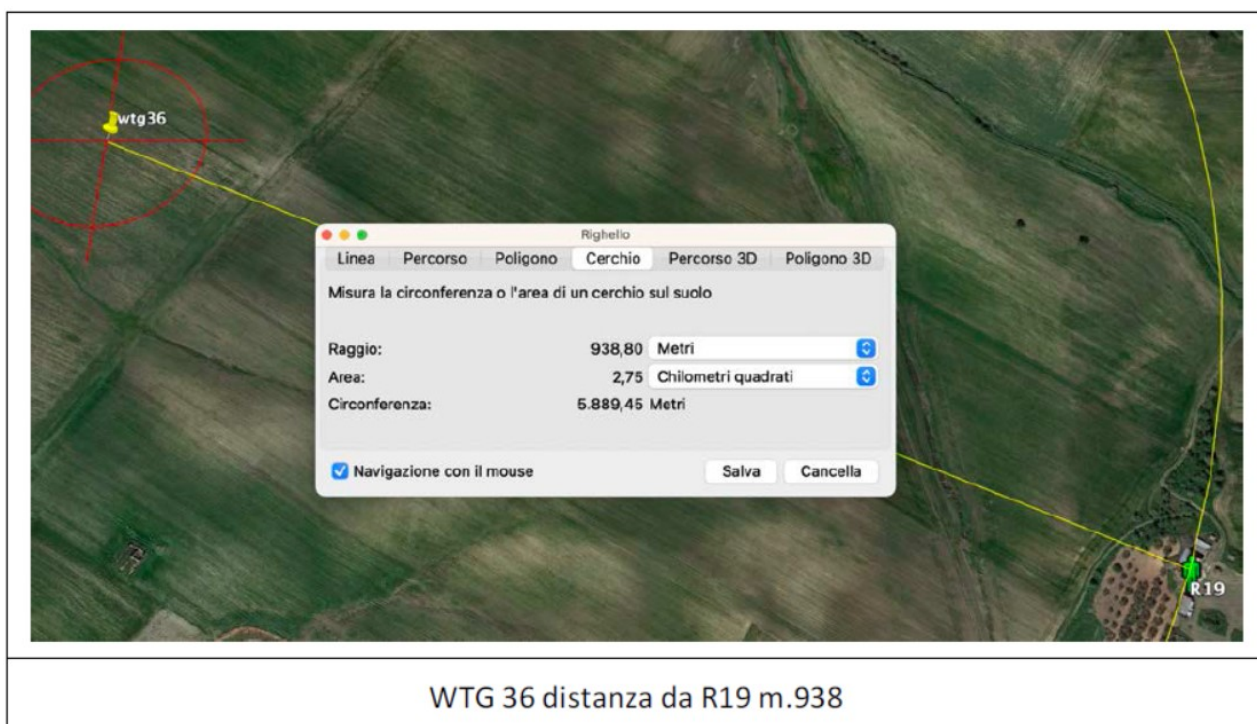 wtg36
Righello
Linea Percorso Poligono Cerchio Percorso 3D Poligono 3D
Misura la circonferenza o l'area di un cerchio sul suolo
Raggio: 938,80 Metri
Area: 2,75 Chilometri quadrati
Circonferenza: 5.889,45 Metri
Navigazione con il mouse Salva Cancella
R19
WTG 36 distanza da R19 m.938